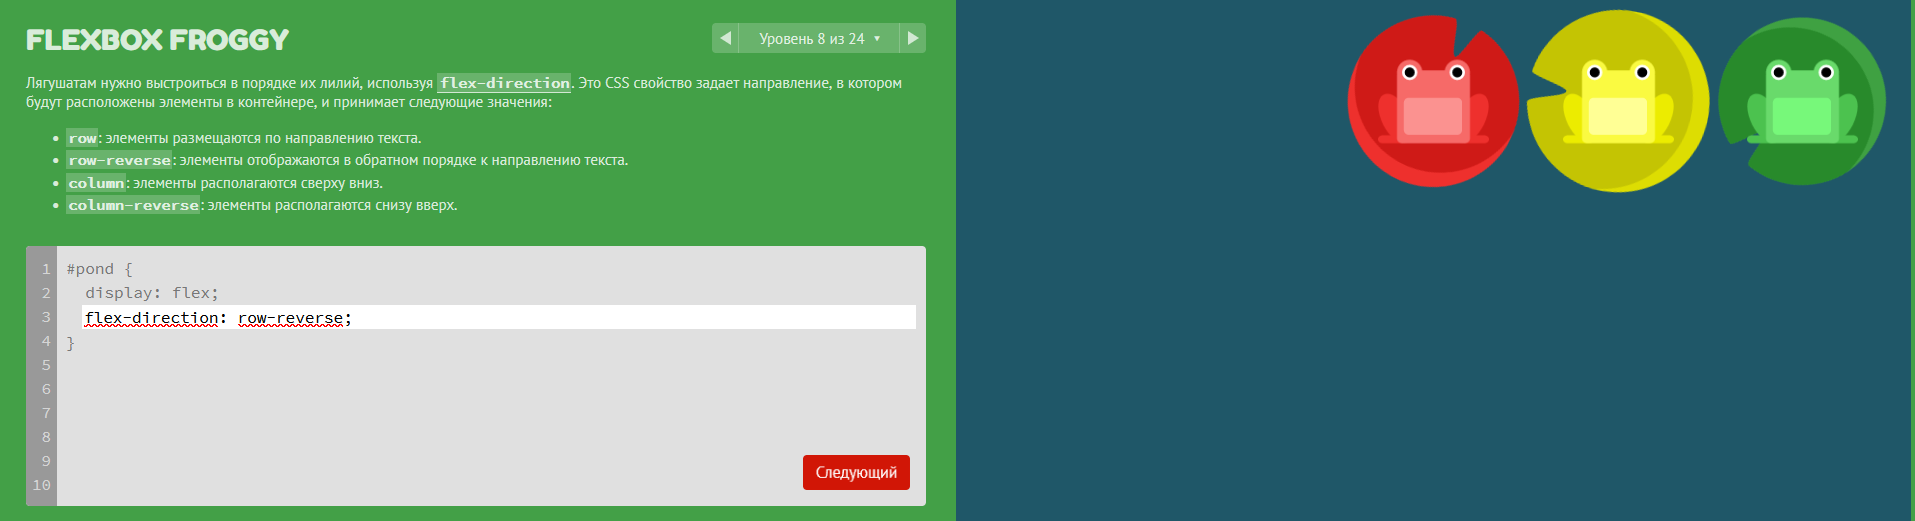 FLEXBOX FROGGY
Уровень 8 из 24
Лягушатам нужно выстроиться в порядке их лилий, используя flex-direction. Это CSS свойство задает направление, в котором
будут расположены элементы в контейнере, и принимает следующие значения:
row: элементы размещаются по направлению текста.
row-reverse: элементы отображаются в обратном порядке к направлению текста.
column: элементы располагаются сверху вниз.
column-reverse: элементы располагаются снизу вверх.
1 #pond {
2 display: flex;
3 flex-direction: row-reverse;
4 }
5
6
7
8
9
10
Следующий